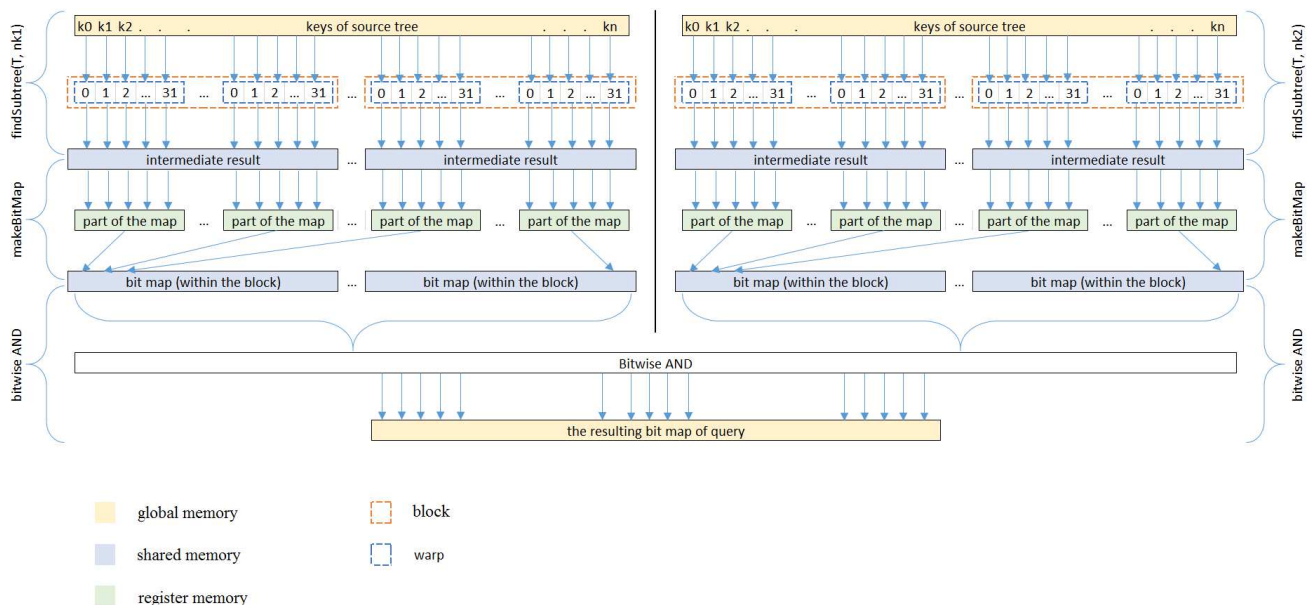 k0 k1 k2 . . . keys of source tree . . . kn
k0 k1 k2 . . . keys of source tree . . . kn
findSubtree(T, nk1)
findSubtree(T, nk2)
0 1 2 ... 31 ... 0 1 2 ... 31 ... 0 1 2 ... 31 ... 0 1 2 ... 31
0 1 2 ... 31 ... 0 1 2 ... 31 ... 0 1 2 ... 31 ... 0 1 2 ... 31
intermediate result ... intermediate result
intermediate result ... intermediate result
makeBitMap
makeBitMap
part of the map ... part of the map part of the map ... part of the map
part of the map ... part of the map part of the map ... part of the map
bit map (within the block) ... bit map (within the block)
bit map (within the block) ... bit map (within the block)
bitwise AND
bitwise AND
Bitwise AND
the resulting bit map of query
global memory
block
shared memory
warp
register memory